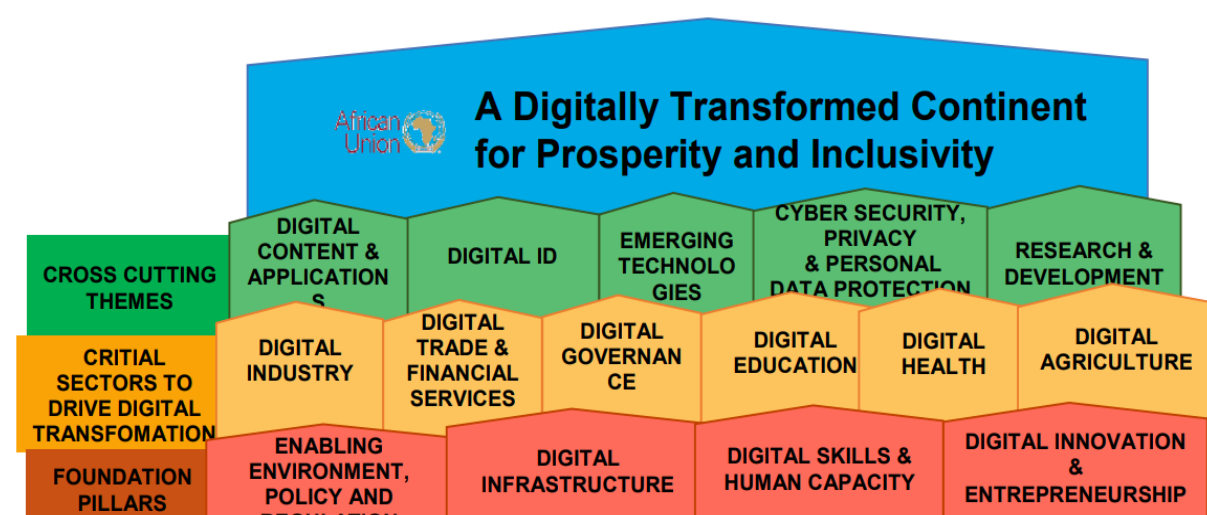 African
Union
A Digitally Transformed Continent
for Prosperity and Inclusivity
CROSS CUTTING
THEMES
DIGITAL
CONTENT &
APPLICATION
S
DIGITAL ID
EMERGING
TECHNOLO
GIES
CYBER SECURITY,
PRIVACY
& PERSONAL
DATA PROTECTION
RESEARCH &
DEVELOPMENT
CRITIAL
SECTORS TO
DRIVE DIGITAL
TRANSFOMATION
DIGITAL
INDUSTRY
DIGITAL
TRADE &
FINANCIAL
SERVICES
DIGITAL
GOVERNAN
CE
DIGITAL
EDUCATION
DIGITAL
HEALTH
DIGITAL
AGRICULTURE
FOUNDATION
PILLARS
ENABLING
ENVIRONMENT,
POLICY AND
REGULATION
DIGITAL
INFRASTRUCTURE
DIGITAL SKILLS &
HUMAN CAPACITY
DIGITAL INNOVATION
&
ENTREPRENEURSHIP